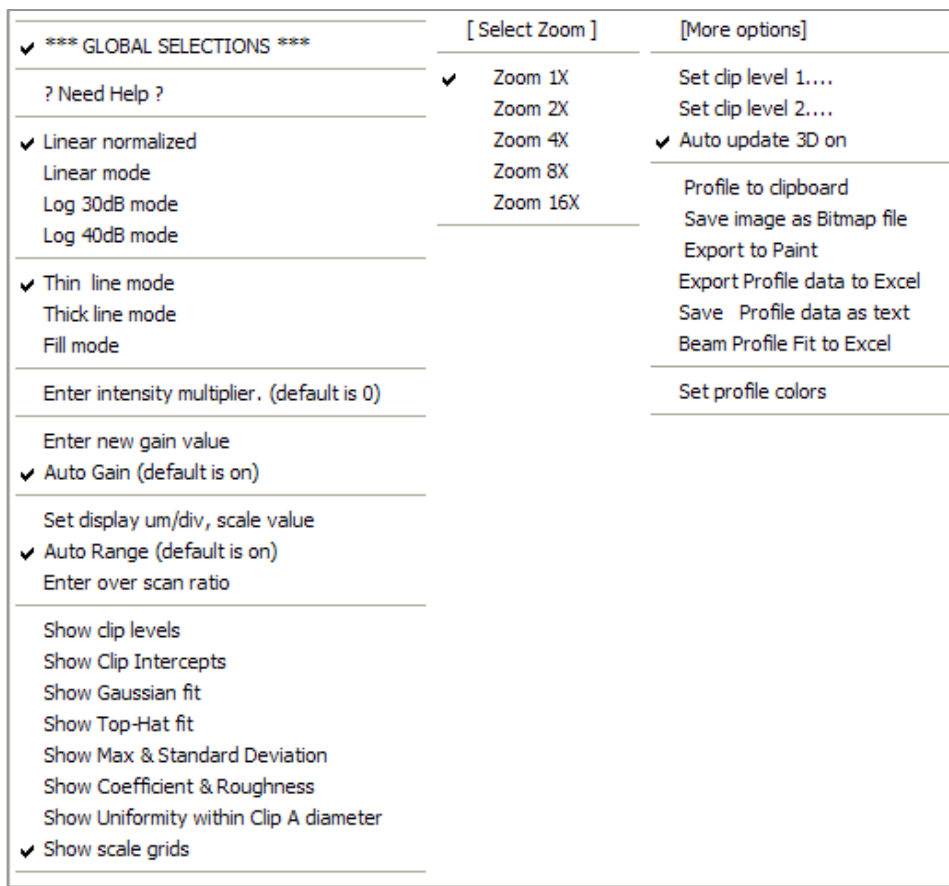 *** GLOBAL SELECTIONS ***
? Need Help ?
Linear normalized
Linear mode
Log 30dB mode
Log 40dB mode
Thin  line mode
Thick line mode
Fill mode
Enter intensity multiplier. (default is 0)
Enter new gain value
Auto Gain (default is on)
Set display um/div, scale value
Auto Range (default is on)
Enter over scan ratio
Show clip levels
Show Clip Intercepts
Show Gaussian fit
Show Top-Hat fit
Show Max & Standard Deviation
Show Coefficient & Roughness
Show Uniformity within Clip A diameter
Show scale grids
[ Select Zoom ]
Zoom 1X
Zoom 2X
Zoom 4X
Zoom 8X
Zoom 16X
[More options]
Set clip level 1....
Set clip level 2....
Auto update 3D on
Profile to clipboard
Save image as Bitmap file
Export to Paint
Export Profile data to Excel
Save   Profile data as text
Beam Profile Fit to Excel
Set profile colors